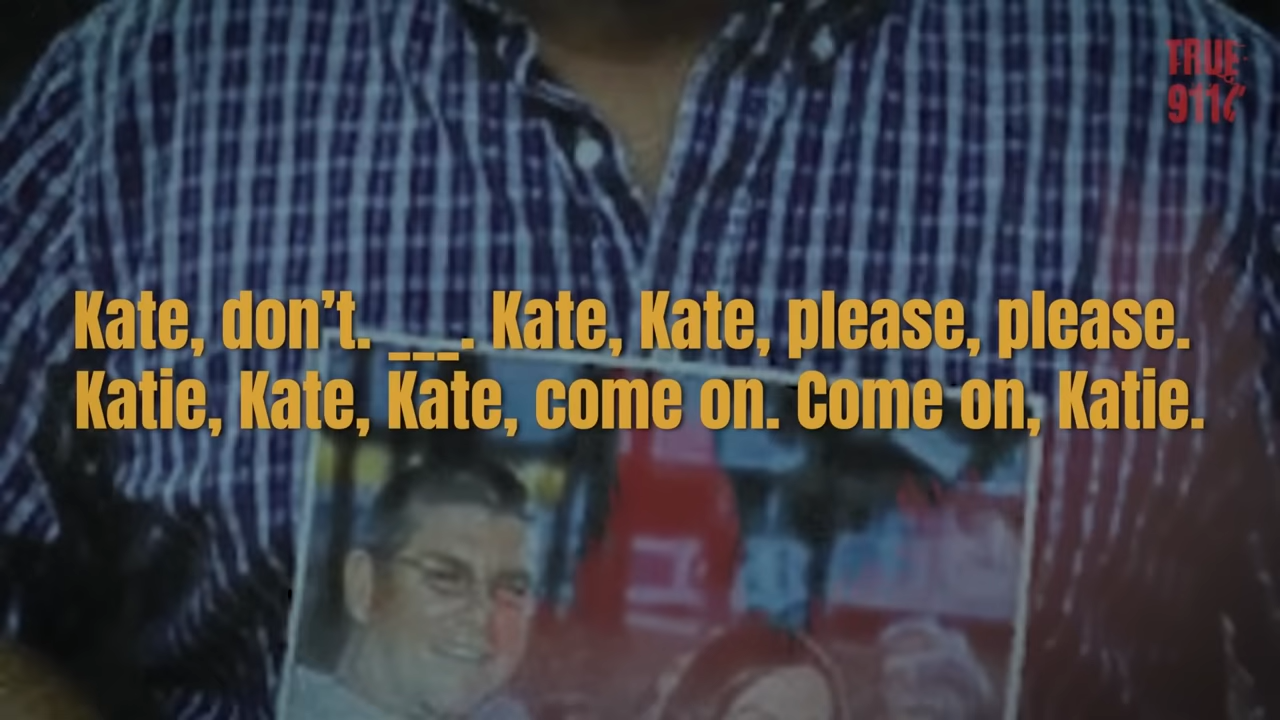 TRUE
911
Kate, don’t. ___. Kate, Kate, please, please.
Katie, Kate, Kate, come on. Come on, Katie.